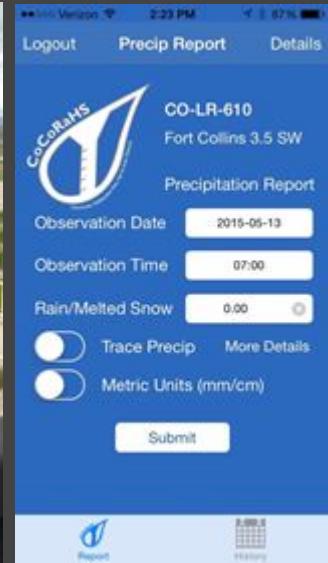 Verizon 2:23 PM 87%
Logout Precip Report Details
CoCoRaHS
CO-LR-610
Fort Collins 3.5 SW
Precipitation Report
Observation Date 2015-05-13
Observation Time 07:00
Rain/Melted Snow 0.00
Trace Precip More Details
Metric Units (mm/cm)
Submit
Report History